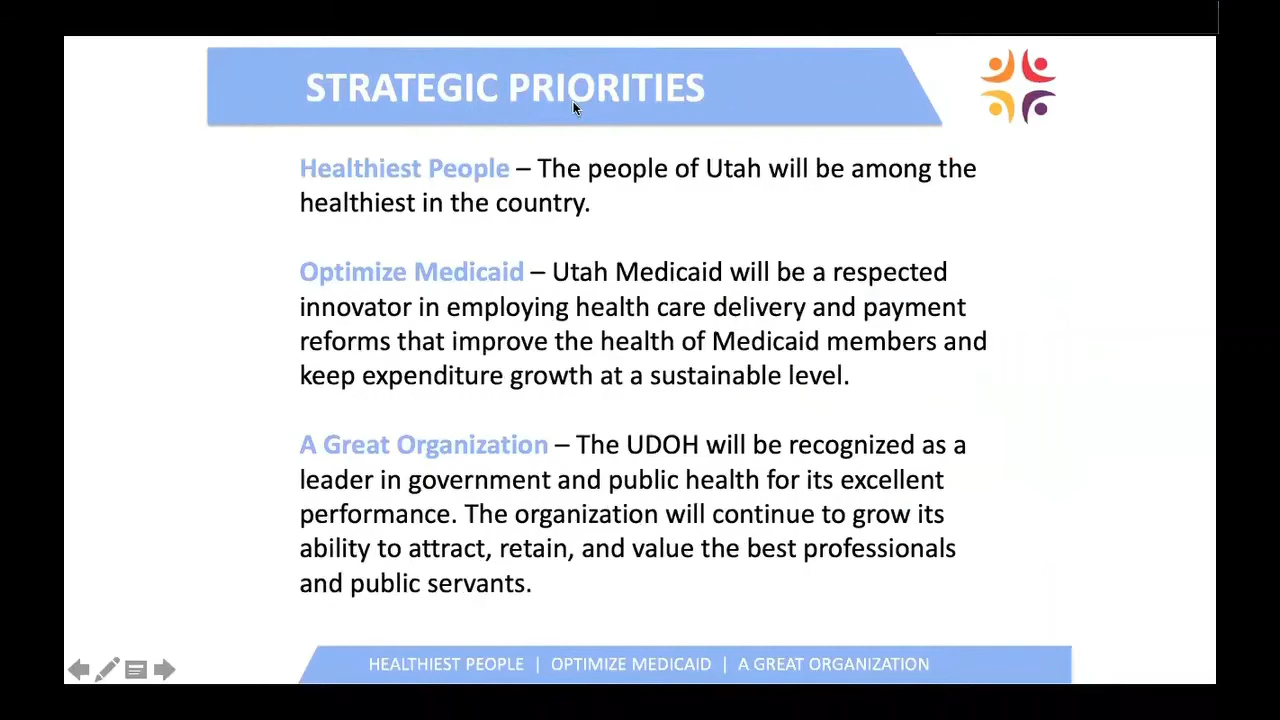 STRATEGIC PRIORITIES
Healthiest People – The people of Utah will be among the
healthiest in the country.
Optimize Medicaid – Utah Medicaid will be a respected
innovator in employing health care delivery and payment
reforms that improve the health of Medicaid members and
keep expenditure growth at a sustainable level.
A Great Organization – The UDOH will be recognized as a
leader in government and public health for its excellent
performance. The organization will continue to grow its
ability to attract, retain, and value the best professionals
and public servants.
HEALTHIEST PEOPLE | OPTIMIZE MEDICAID | A GREAT ORGANIZATION